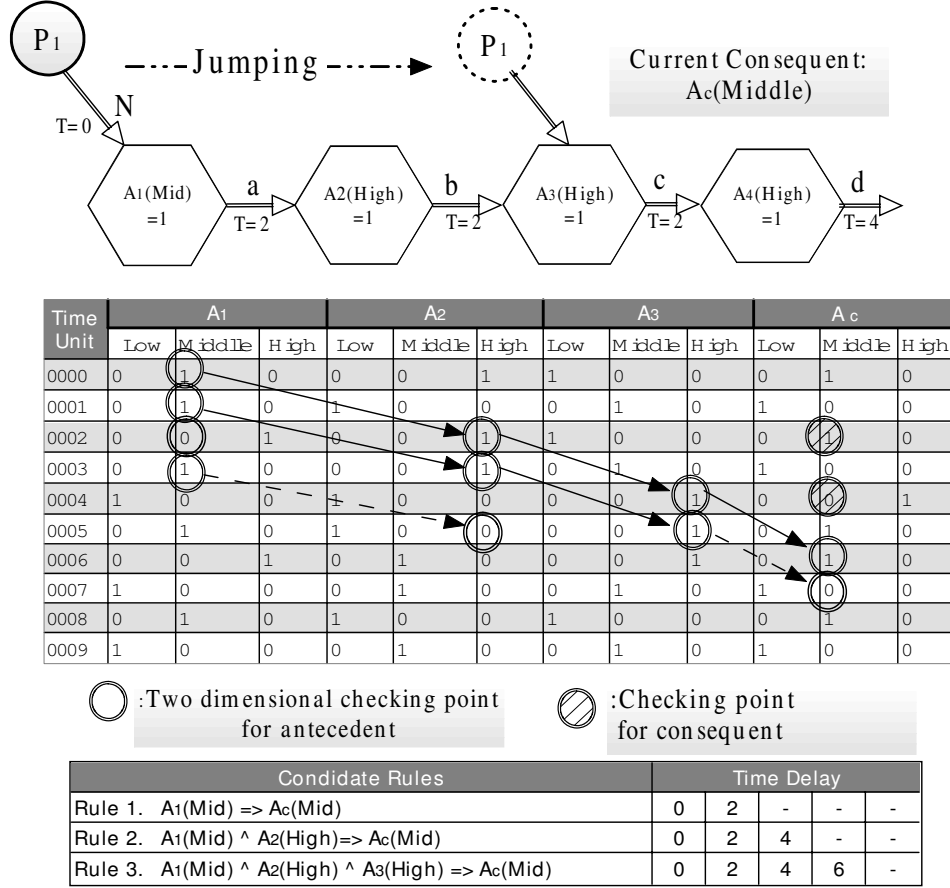 P1
P1
Jumping
Current Consequent:
Ac(Middle)
N
T=0
A1(Mid)
=1
a
T=2
A2(High)
=1
b
T=2
A3(High)
=1
c
T=2
A4(High)
=1
d
T=4
Time Unit A1 A2 A3 Ac
Low Middle High Low Middle High Low Middle High Low Middle High
0000 0 1 0 0 0 1 1 0 0 0 1 0
0001 0 1 0 1 0 0 0 1 0 1 0 0
0002 0 0 1 0 0 1 1 0 0 0 1 0
0003 0 1 0 0 0 1 0 1 0 1 0 0
0004 1 0 0 1 0 0 0 0 1 0 0 1
0005 0 1 0 1 0 0 0 0 1 0 1 0
0006 0 0 1 0 1 0 0 0 1 0 1 0
0007 1 0 0 0 1 0 0 1 0 1 0 0
0008 0 1 0 1 0 0 1 0 0 0 1 0
0009 1 0 0 0 1 0 0 1 0 1 0 0
:Two dimensional checking point
for antecedent
:Checking point
for consequent
Condidate Rules Time Delay
Rule 1. A1(Mid) => Ac(Mid) 0 2 - - -
Rule 2. A1(Mid) ^ A2(High)=> Ac(Mid) 0 2 4 - -
Rule 3. A1(Mid) ^ A2(High) ^ A3(High) => Ac(Mid) 0 2 4 6 -